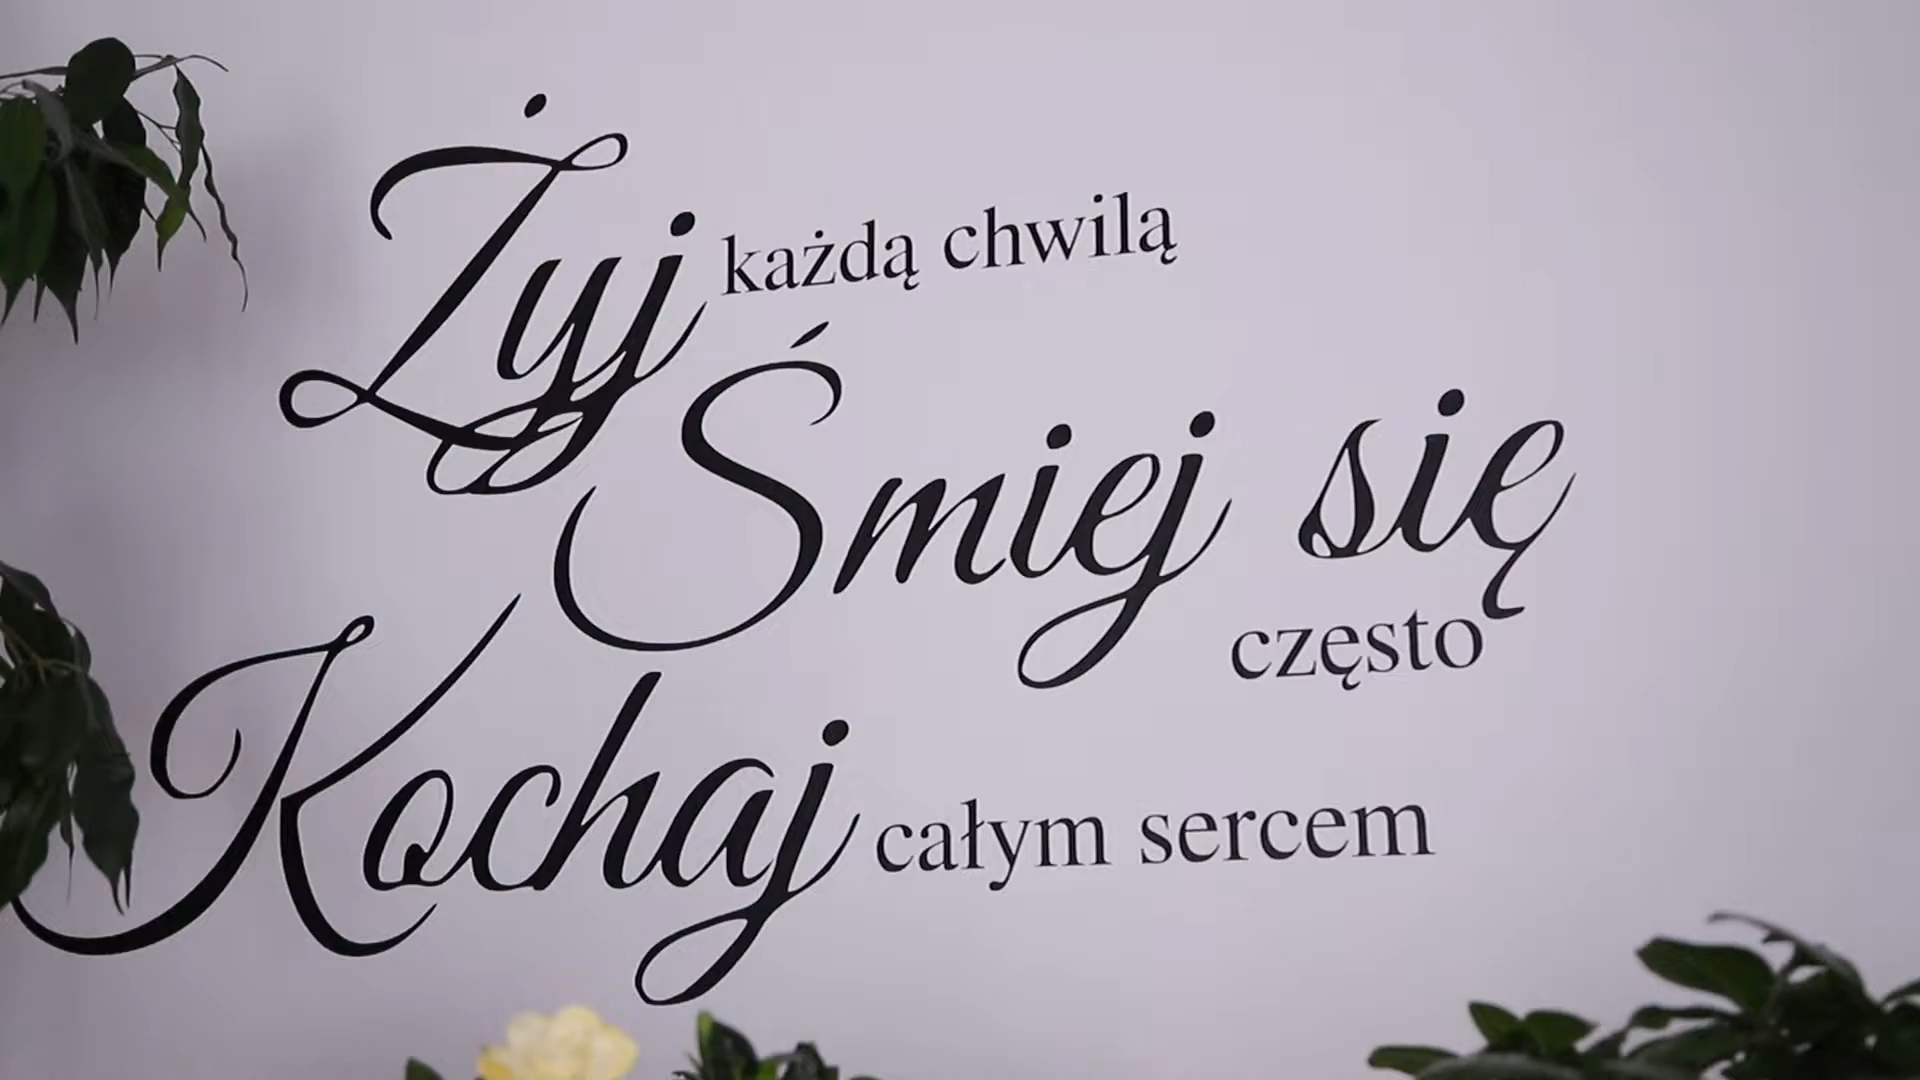 Żyj każdą chwilą
Śmiej się
często
Kochaj całym sercem